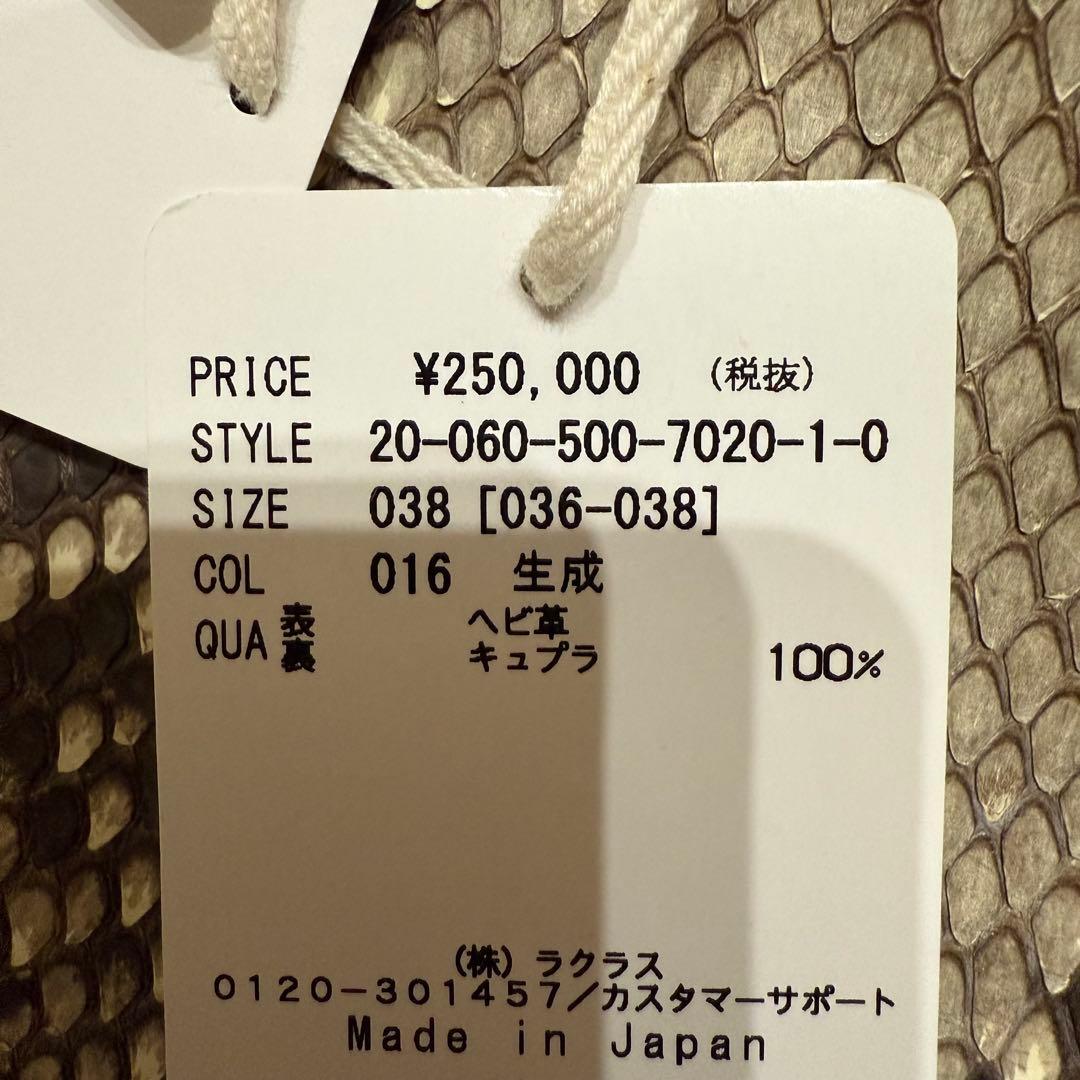 PRICE ¥250,000 (税抜)
STYLE 20-060-500-7020-1-0
SIZE 038 [036-038]
COL 016 生成
QUA 表 ヘビ革
裏 キュプラ 100%
(株) ラクラス
0120-301457/カスタマーサポート
Made in Japan